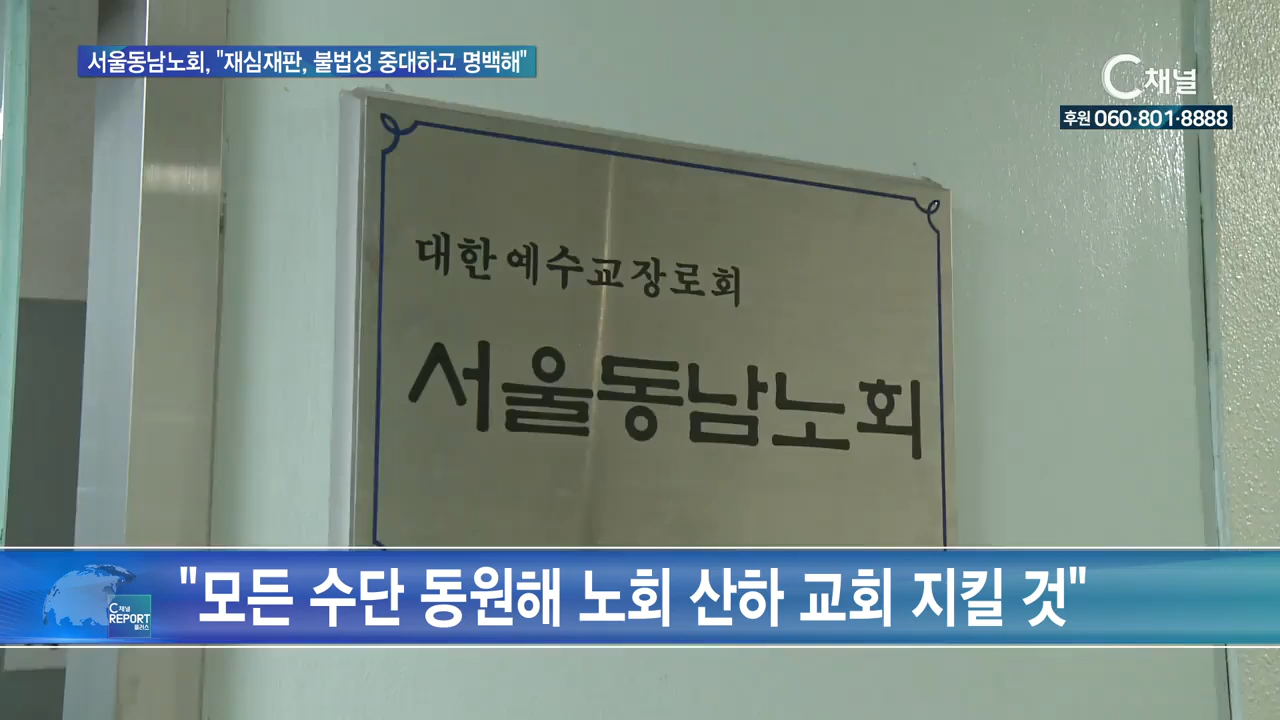 서울동남노회, "재심재판, 불법성 중대하고 명백해"
C채널
후원 060·801·8888
대한예수교장로회
서울동남노회
"모든 수단 동원해 노회 산하 교회 지킬 것"
C채널
REPORT
플러스